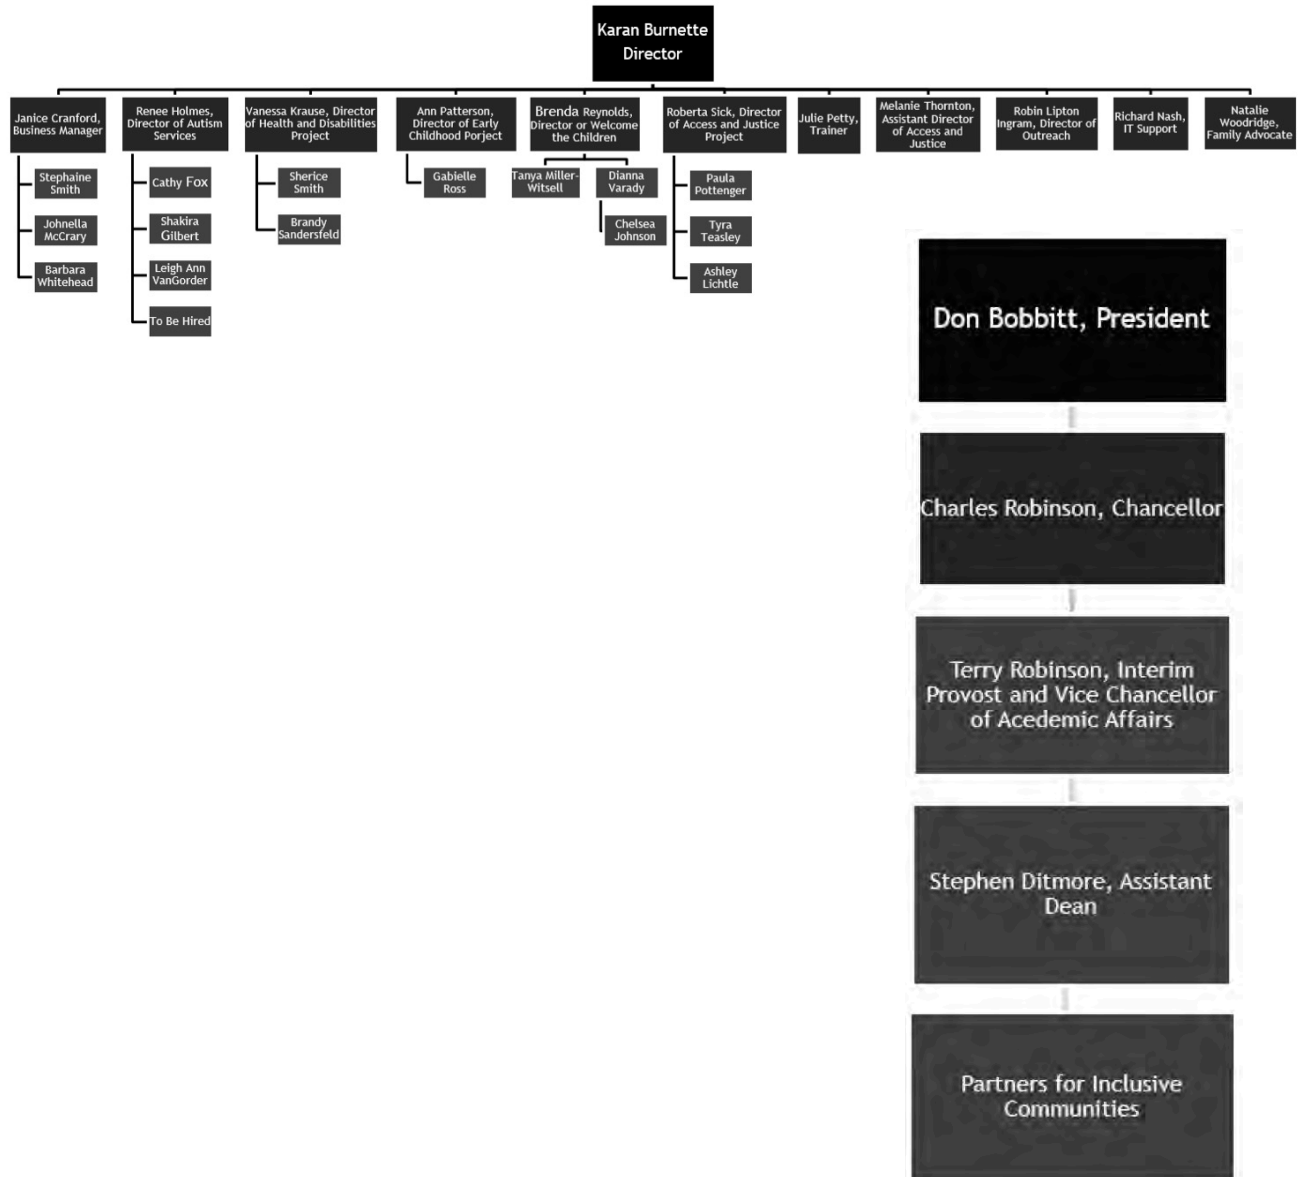 Karan Burnette
Director
Janice Cranford,
Business Manager
Renee Holmes,
Director of Autism
Services
Vanessa Krause, Director
of Health and Disabilities
Project
Ann Patterson,
Director of Early
Childhood Porject
Brenda Reynolds,
Director or Welcome
the Children
Roberta Sick, Director
of Access and Justice
Project
Julie Petty,
Trainer
Melanie Thornton,
Assistant Director
of Access and
Justice
Robin Lipton
Ingram, Director of
Outreach
Richard Nash,
IT Support
Natalie
Woodridge,
Family Advocate
Stephaine
Smith
Johnella
McCrary
Barbara
Whitehead
Cathy Fox
Shakira
Gilbert
Leigh Ann
VanGorder
To Be Hired
Sherice
Smith
Brandy
Sandersfeld
Gabielle
Ross
Tanya Miller-
Witsell
Dianna
Varady
Chelsea
Johnson
Paula
Pottenger
Tyra
Teasley
Ashley
Lichtle
Don Bobbitt, President
Charles Robinson, Chancellor
Terry Robinson, Interim
Provost and Vice Chancellor
of Acedemic Affairs
Stephen Ditmore, Assistant
Dean
Partners for Inclusive
Communities